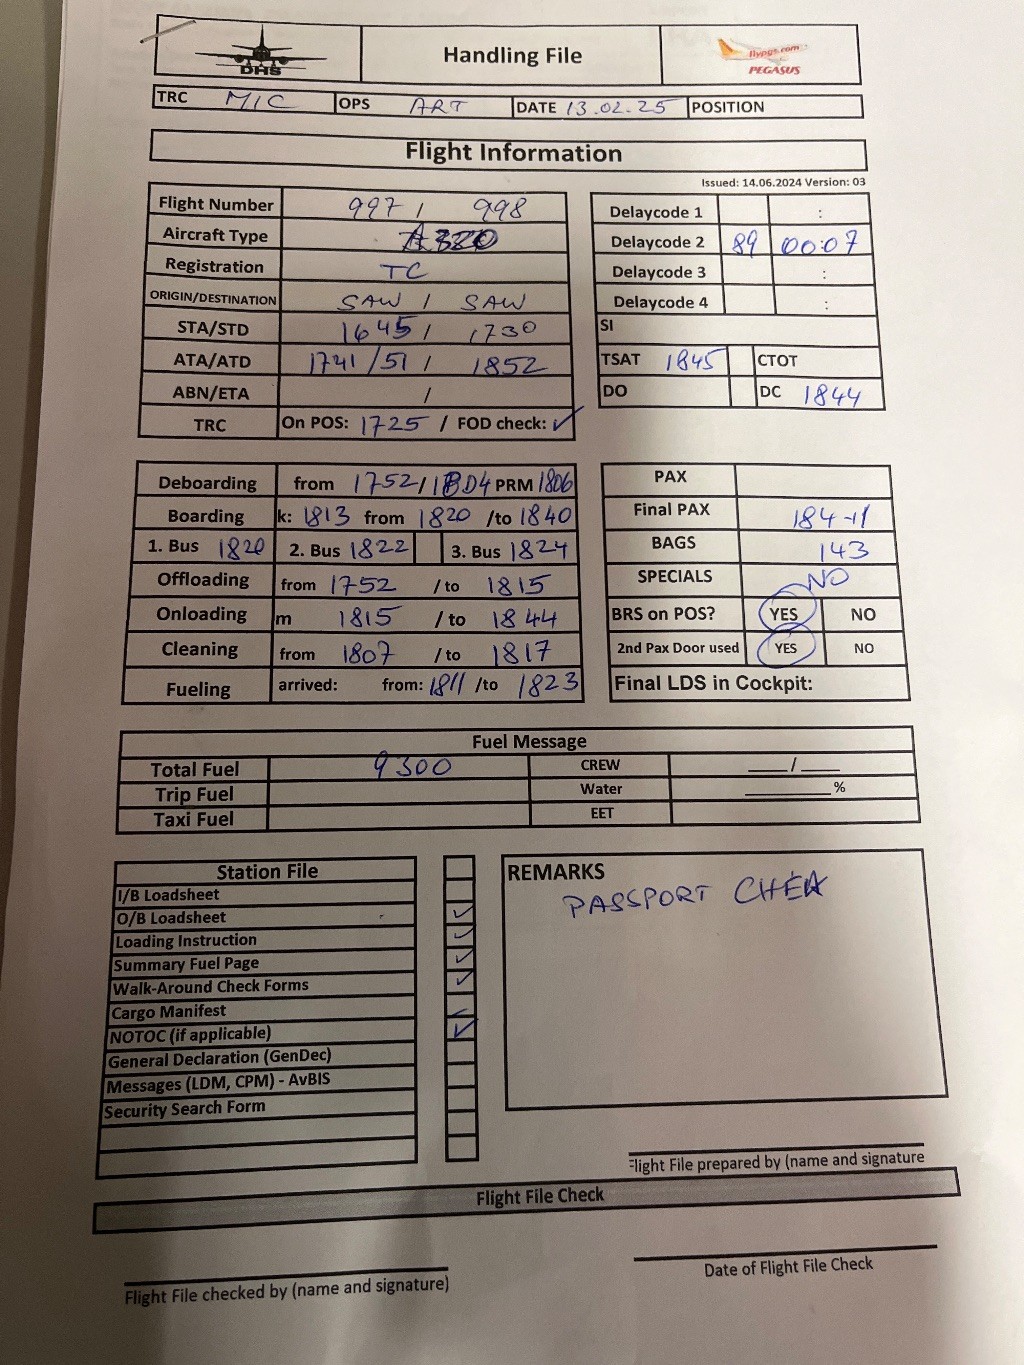 DHS Handling File flypgs.com PEGASUS
TRC MIC OPS ART DATE 13.02.25 POSITION
Flight Information
Issued: 14.06.2024 Version: 03
Flight Number 997 / 998
Aircraft Type
Registration TC
ORIGIN/DESTINATION SAW / SAW
STA/STD 1645 / 1730
ATA/ATD 1741/51 / 1852
ABN/ETA /
TRC On POS: 1725 / FOD check: ✓
Delaycode 1 :
Delaycode 2 89 00:07
Delaycode 3 :
Delaycode 4 :
SI
TSAT 1845 CTOT
DO DC 1844
Deboarding from 1752 / PRM 1806
Boarding k: 1813 from 1820 /to 1840
1. Bus 1820 2. Bus 1822 3. Bus 1824
Offloading from 1752 / to 1815
Onloading m 1815 / to 1844
Cleaning from 1807 / to 1817
Fueling arrived: from: 1811 /to 1823
PAX
Final PAX 184+1
BAGS 143
SPECIALS NO
BRS on POS? YES NO
2nd Pax Door used YES NO
Final LDS in Cockpit:
Fuel Message
Total Fuel 9300 CREW ___/___
Trip Fuel Water ______%
Taxi Fuel EET
Station File
I/B Loadsheet
O/B Loadsheet ✓
Loading Instruction ✓
Summary Fuel Page ✓
Walk-Around Check Forms ✓
Cargo Manifest
NOTOC (if applicable) ✓
General Declaration (GenDec)
Messages (LDM, CPM) - AvBIS
Security Search Form
REMARKS
PASSPORT
Flight File prepared by (name and signature
Flight File Check
Flight File checked by (name and signature)
Date of Flight File Check